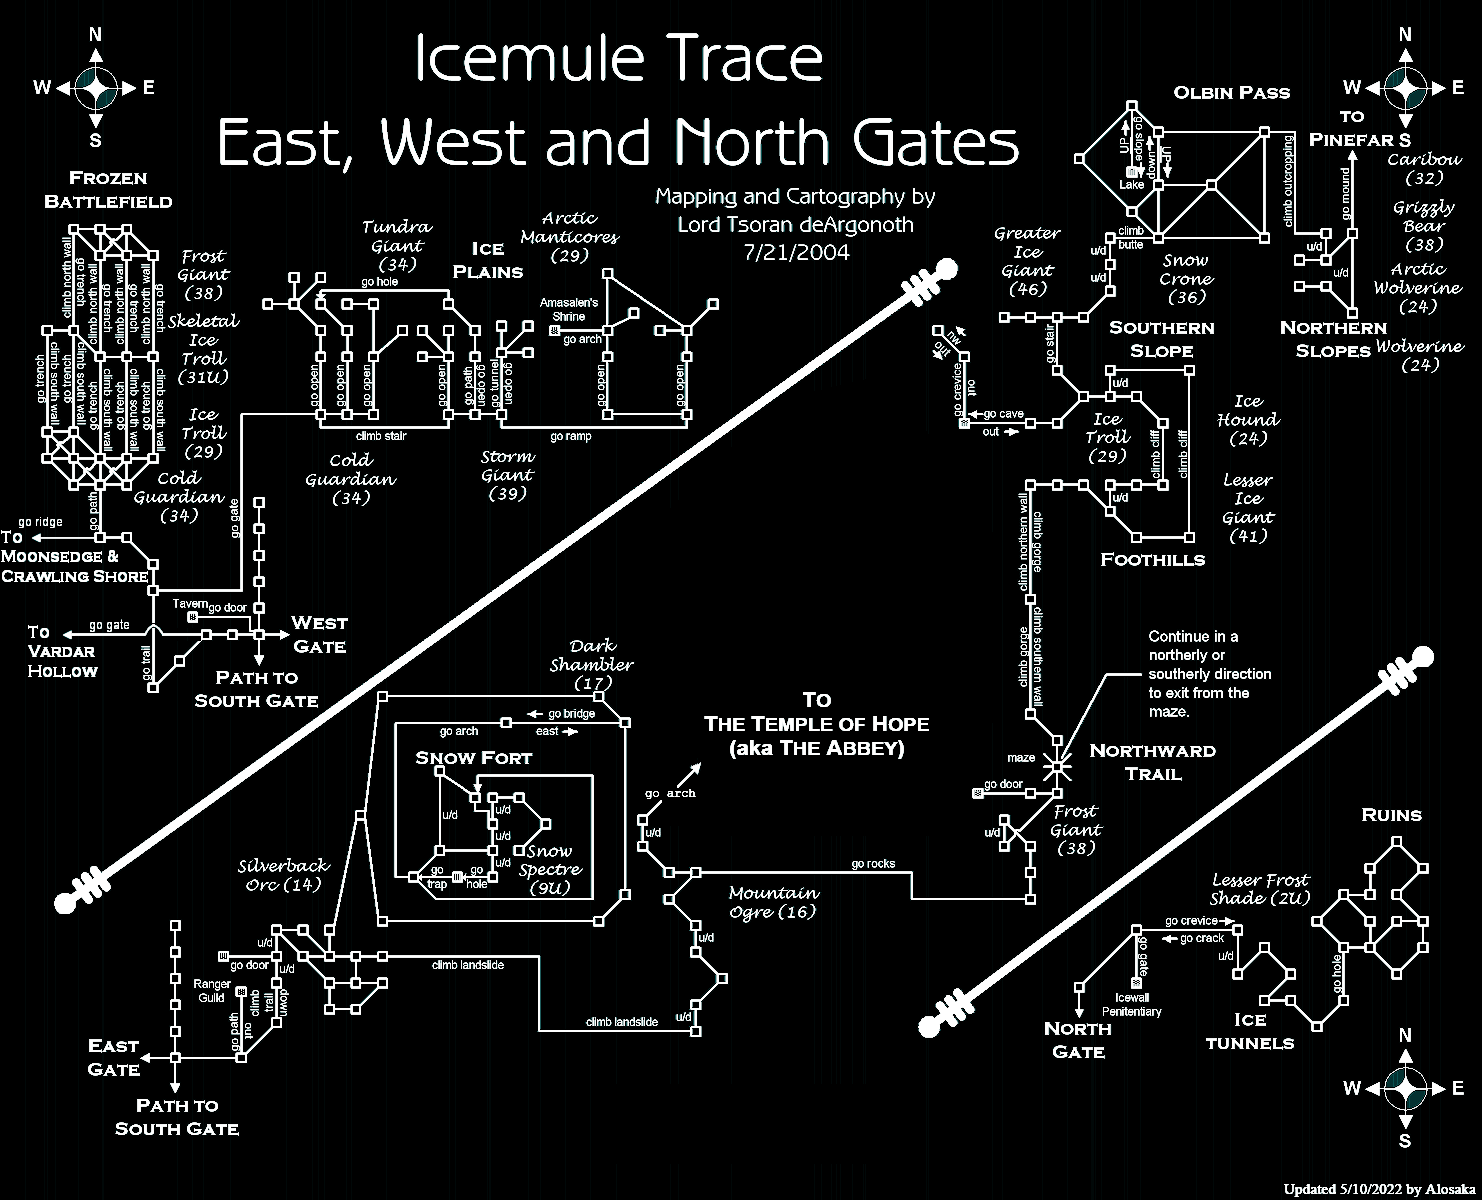 Icemule Trace
East, West and North Gates
Mapping and Cartography by
Lord Tsoran deArgonoth
7/21/2004
N
W
E
S
N
W
E
S
FROZEN
BATTLEFIELD
climb north wall
go trench
climb north wall
go trench
climb north wall
go trench
go trench
climb south wall
go trench
climb south wall
go trench
climb south wall
go trench
climb south wall
go trench
climb south wall
Frost
Giant
(38)
Skeletal
Ice
Troll
(31U)
Ice
Troll
(29)
Cold
Guardian
(34)
go path
go ridge
TO
MOONSEDGE &
CRAWLING SHORE
go gate
Tavern
go door
go gate
TO
VARDAR
HOLLOW
go trail
WEST
GATE
PATH TO
SOUTH GATE
Tundra
Giant
(34)
ICE
PLAINS
Arctic
Manticores
(29)
go hole
Amasalen's
Shrine
go arch
go open
go open
go open
go open
go path
go open
go tunnel
go open
go open
go open
climb stair
go ramp
Cold
Guardian
(34)
Storm
Giant
(39)
OLBIN PASS
UP
go slope
down
UP
Lake
climb
butte
u/d
u/d
climb outcropping
TO
PINEFAR
go mound
u/d
u/d
Caribou
(32)
Grizzly
Bear
(38)
Arctic
Wolverine
(24)
Wolverine
(24)
Greater
Ice
Giant
(46)
Snow
Crone
(36)
NORTHERN
SLOPES
SOUTHERN
SLOPE
go stair
nw
out
go crevice
out
go cave
out
u/d
Ice
Troll
(29)
climb cliff
climb cliff
u/d
Ice
Hound
(24)
Lesser
Ice
Giant
(41)
FOOTHILLS
climb northern wall
climb gorge
climb gorge
climb southern wall
Continue in a
northerly or
southerly direction
to exit from the
maze.
maze
NORTHWARD
TRAIL
go door
u/d
Frost
Giant
(38)
Dark
Shambler
(17)
go bridge
go arch
east
SNOW FORT
u/d
u/d
u/d
u/d
go
trap
go
hole
Snow
Spectre
(9U)
TO
THE TEMPLE OF HOPE
(aka THE ABBEY)
go arch
u/d
go rocks
Mountain
Ogre (16)
u/d
u/d
Silverback
Orc (14)
u/d
go door
u/d
Ranger
Guild
climb
trail
down
go path
out
climb landslide
climb landslide
EAST
GATE
PATH TO
SOUTH GATE
RUINS
Lesser Frost
Shade (2U)
go crevice
go crack
u/d
go gate
Icewall
Penitentiary
go hole
NORTH
GATE
ICE
TUNNELS
N
W
E
S
Updated 5/10/2022 by Alosaka